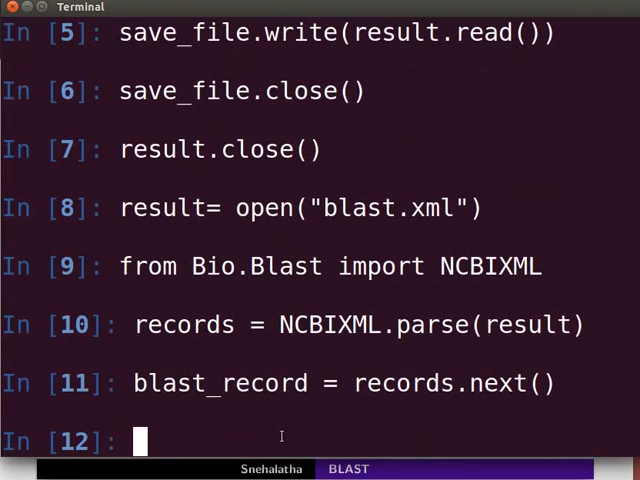 Terminal
In [5]: save_file.write(result.read())
In [6]: save_file.close()
In [7]: result.close()
In [8]: result= open("blast.xml")
In [9]: from Bio.Blast import NCBIXML
In [10]: records = NCBIXML.parse(result)
In [11]: blast_record = records.next()
In [12]:
Snehalatha BLAST